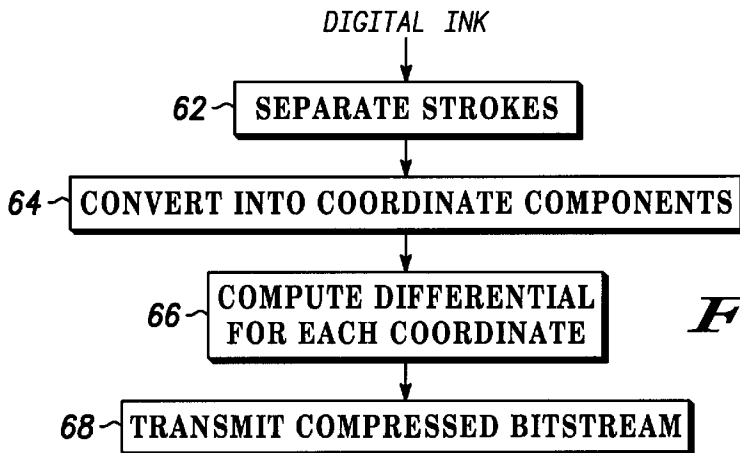 DIGITAL INK
62 SEPARATE STROKES
64 CONVERT INTO COORDINATE COMPONENTS
66 COMPUTE DIFFERENTIAL
FOR EACH COORDINATE
F
68 TRANSMIT COMPRESSED BITSTREAM